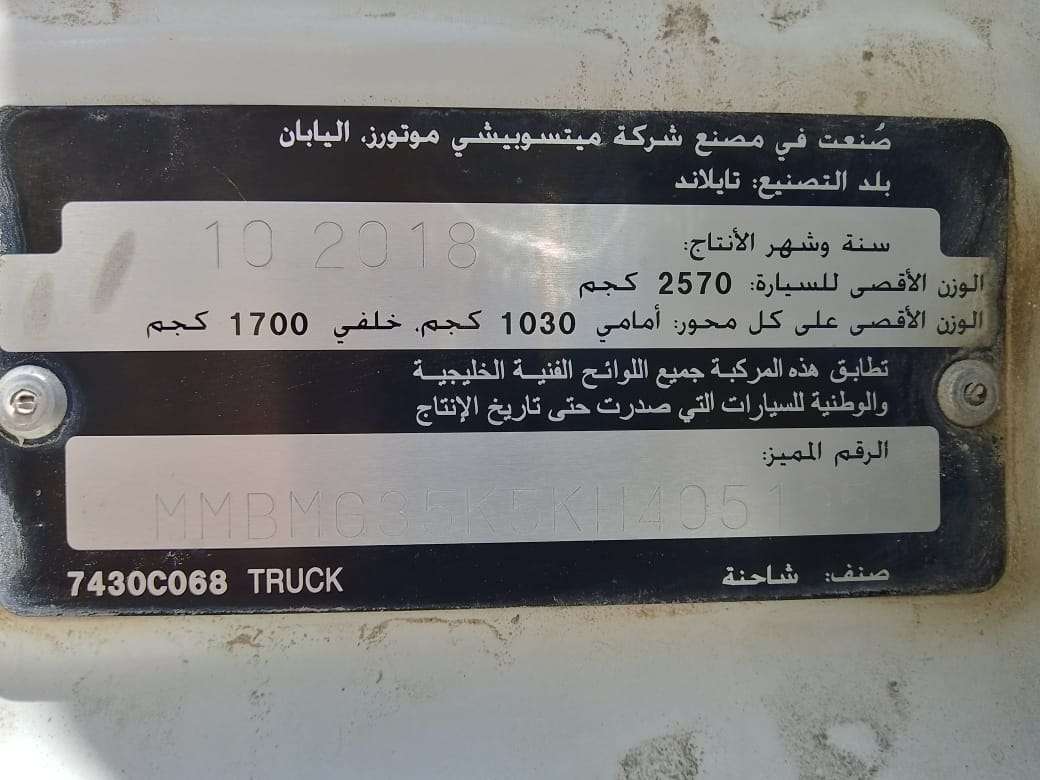 صُنعت في مصنع شركة ميتسوبيشي موتورز، اليابان
بلد التصنيع: تايلاند
سنة وشهر الأنتاج: 10 2018
الوزن الأقصى للسيارة: 2570 كجم
الوزن الأقصى على كل محور: أمامي 1030 كجم. خلفي 1700 كجم
تطابق هذه المركبة جميع اللوائح الفنية الخليجية
والوطنية للسيارات التي صدرت حتى تاريخ الإنتاج
الرقم المميز:
MMBMG35K5KH4051
صنف: شاحنة 7430C068 TRUCK